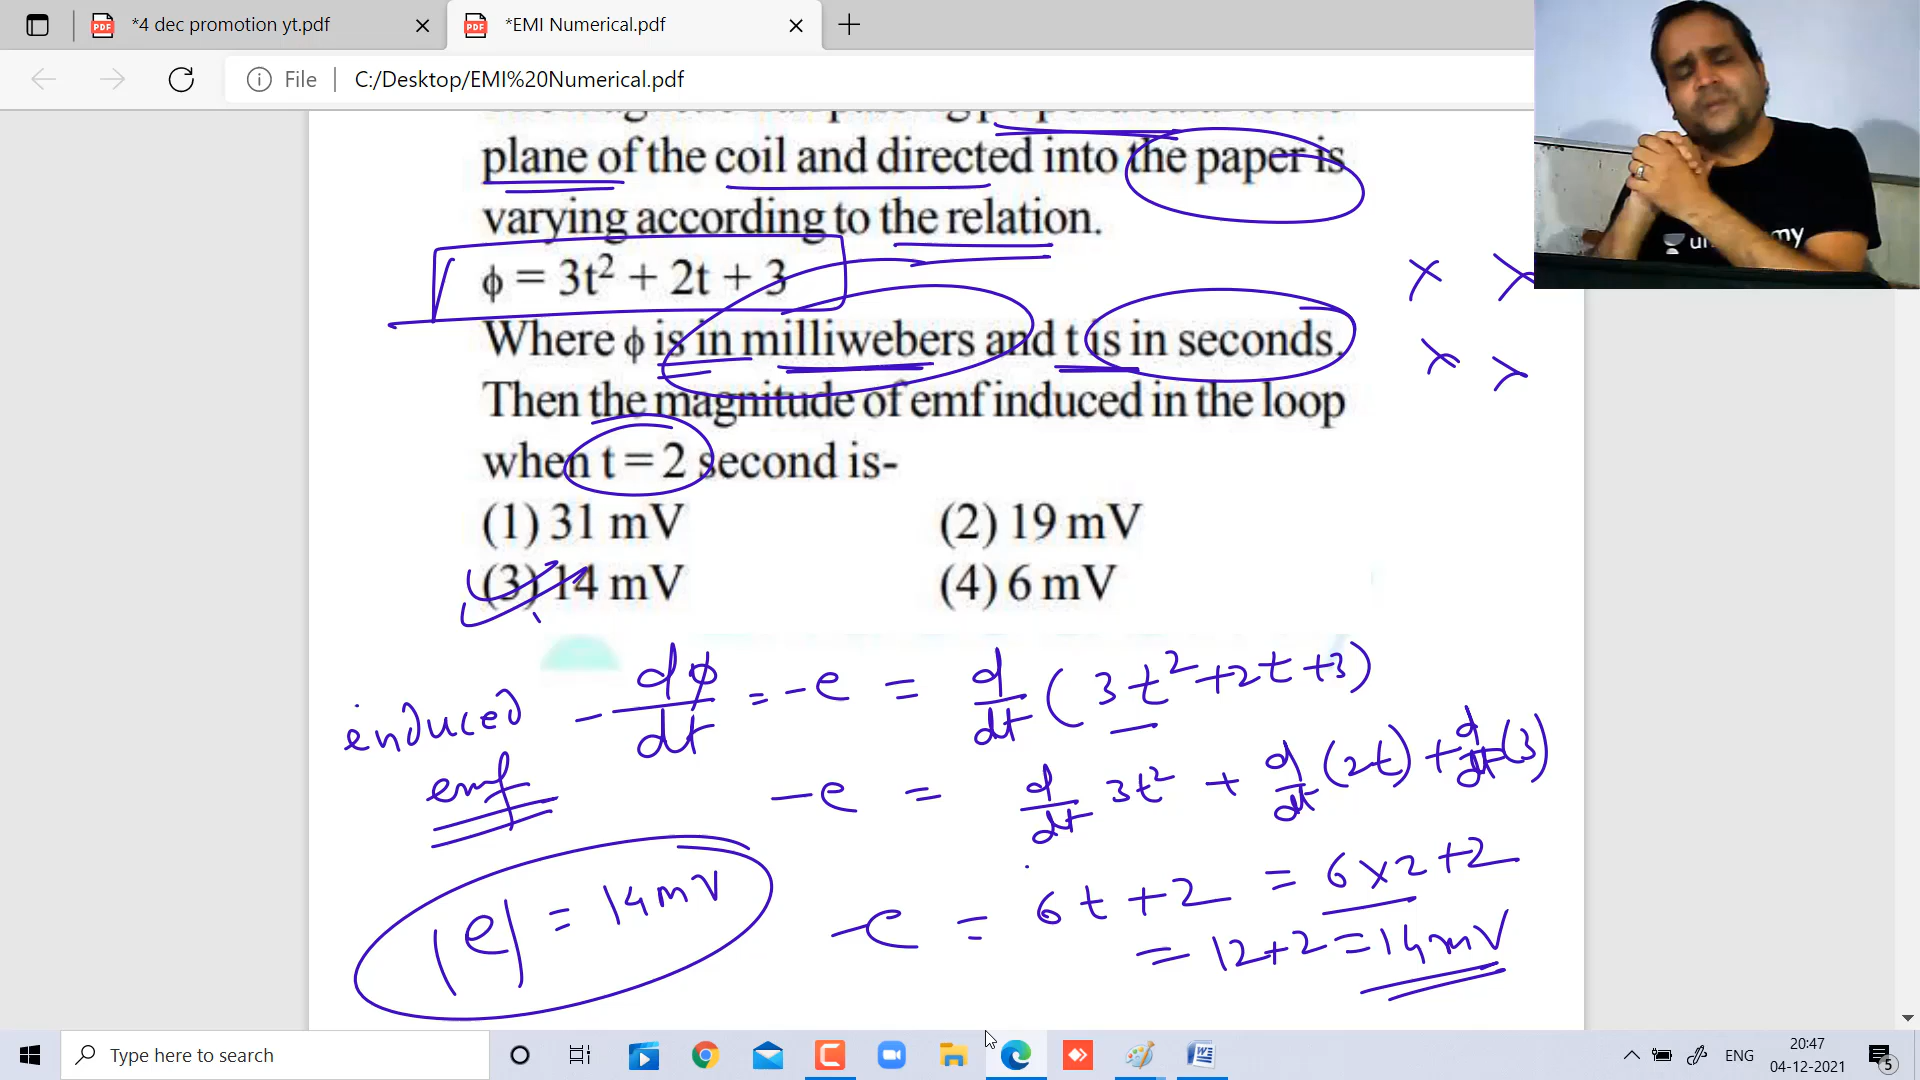 *4 dec promotion yt.pdf
*EMI Numerical.pdf
File
C:/Desktop/EMI%20Numerical.pdf
plane of the coil and directed into the paper is
varying according to the relation.
ϕ = 3t² + 2t + 3
Where ϕ is in milliwebers and t is in seconds.
Then the magnitude of emf induced in the loop
when t = 2 second is-
(1) 31 mV (2) 19 mV
(3) 14 mV (4) 6 mV
induced - dϕ/dt = -e = d/dt (3t²+2t+3)
emf -e = d/dt 3t² + d/dt (2t) + d/dt (3)
|e| = 14mV -e = 6t+2 = 6×2+2
= 12+2 = 14mV
Type here to search
ENG
20:47
04-12-2021
5